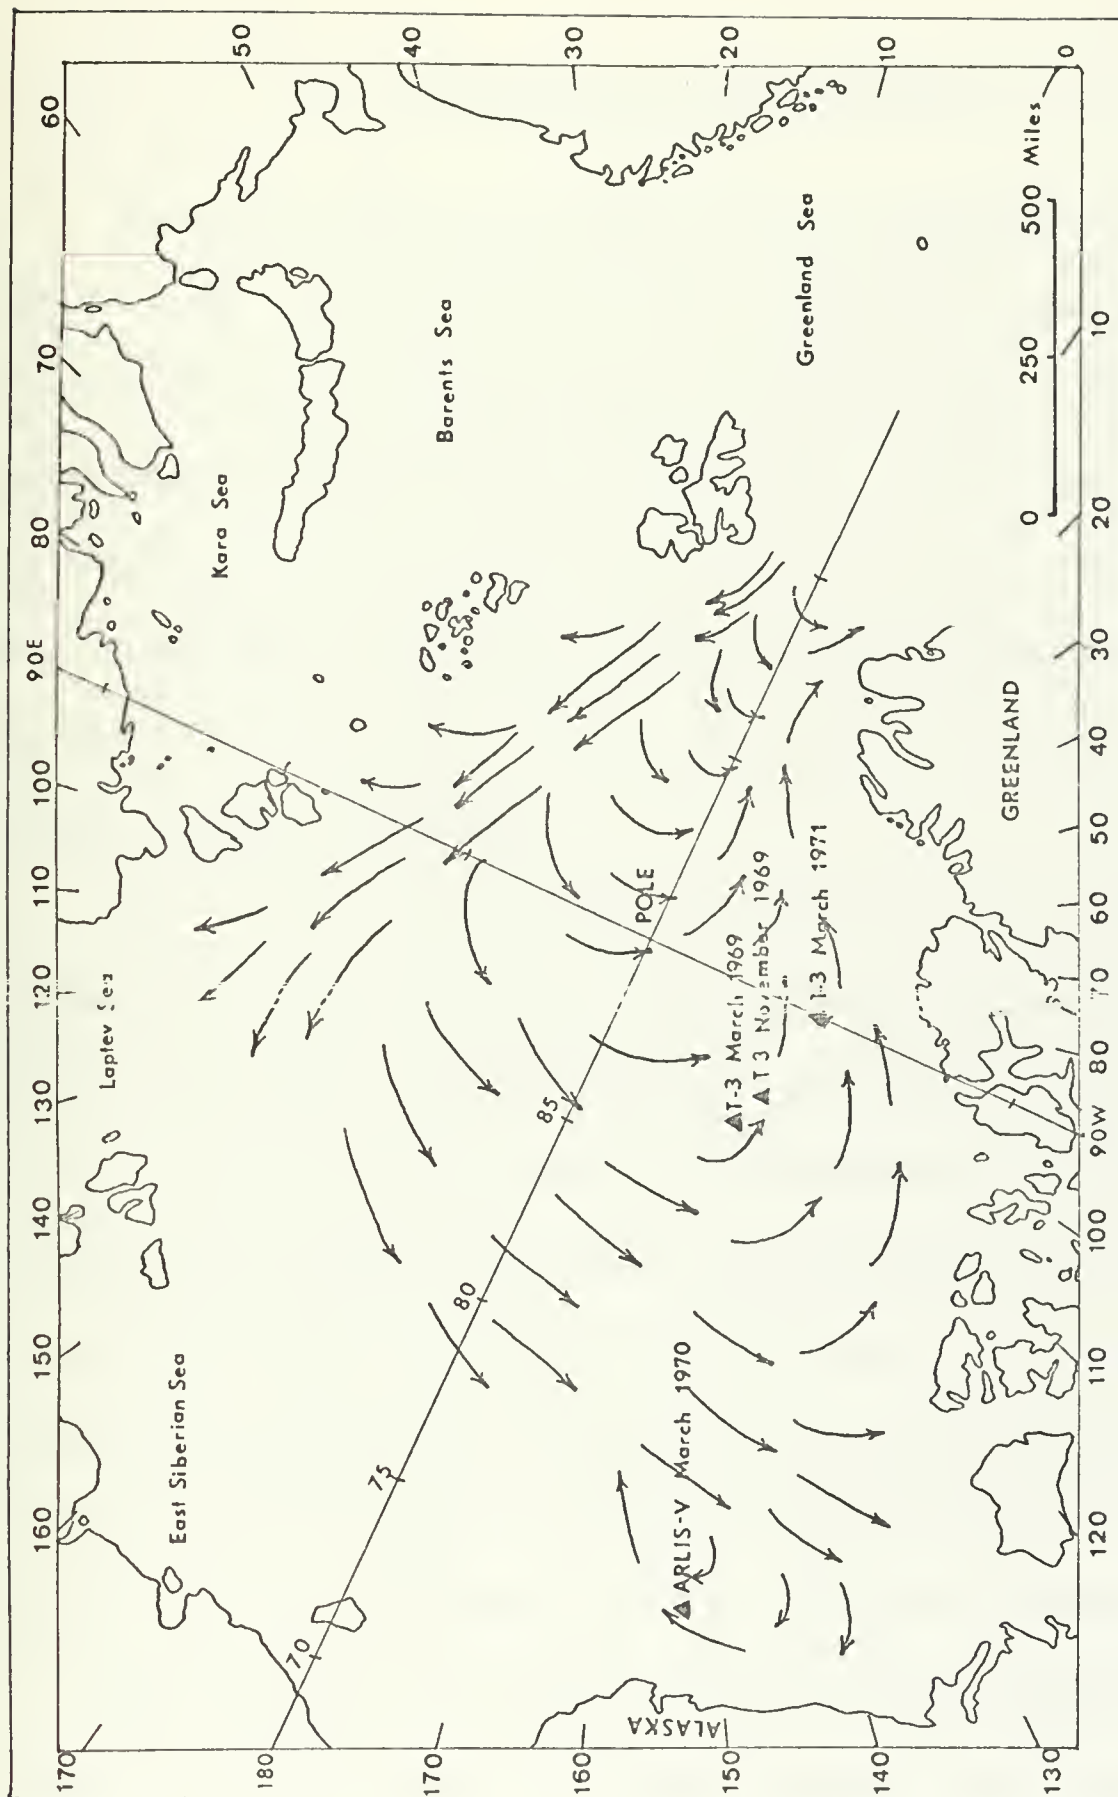 170
160
150
140
130
120
110
100
90E
80
70
60
50
40
30
20
10
0
180
170
160
150
140
130
120
110
100
90W
80
70
60
50
40
30
20
10
East Siberian Sea
Laptev Sea
Kara Sea
Barents Sea
Greenland Sea
GREENLAND
ALASKA
70
75
80
85
POLE
T-3 March 1969
T3 November 1969
T-3 March 1971
ARLIS-V March 1970
0 250 500 Miles